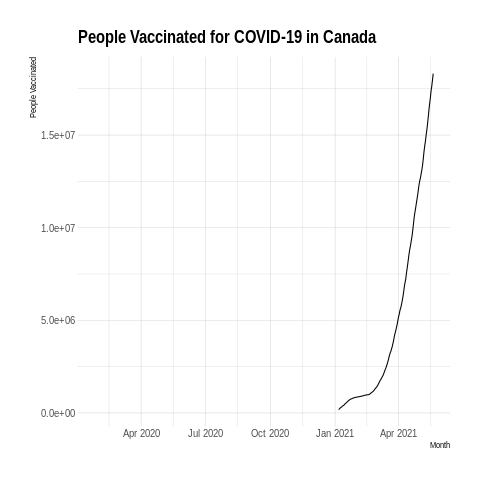 People Vaccinated for COVID-19 in Canada
People Vaccinated
1.5e+07
1.0e+07
5.0e+06
0.0e+00
Apr 2020 Jul 2020 Oct 2020 Jan 2021 Apr 2021
Month